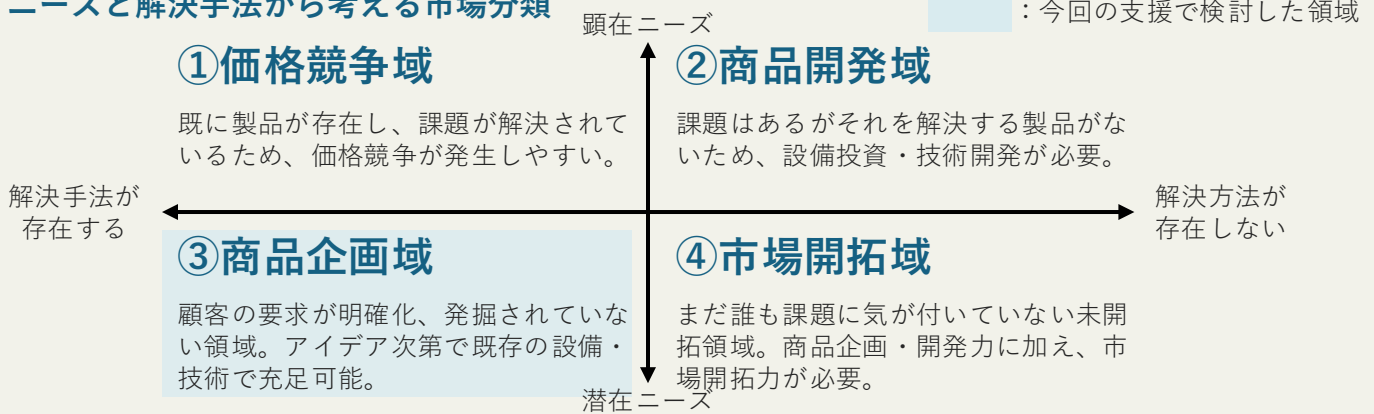 ニーズと解決手法から考える市場分類
：今回の支援で検討した領域
顕在ニーズ
①価格競争域
既に製品が存在し、課題が解決されて
いるため、価格競争が発生しやすい。
②商品開発域
課題はあるがそれを解決する製品がな
いため、設備投資・技術開発が必要。
解決手法が
存在する
解決方法が
存在しない
③商品企画域
顧客の要求が明確化、発掘されていな
い領域。アイデア次第で既存の設備・
技術で充足可能。
④市場開拓域
まだ誰も課題に気が付いていない未開
拓領域。商品企画・開発力に加え、市
場開拓力が必要。
潜在ニーズ